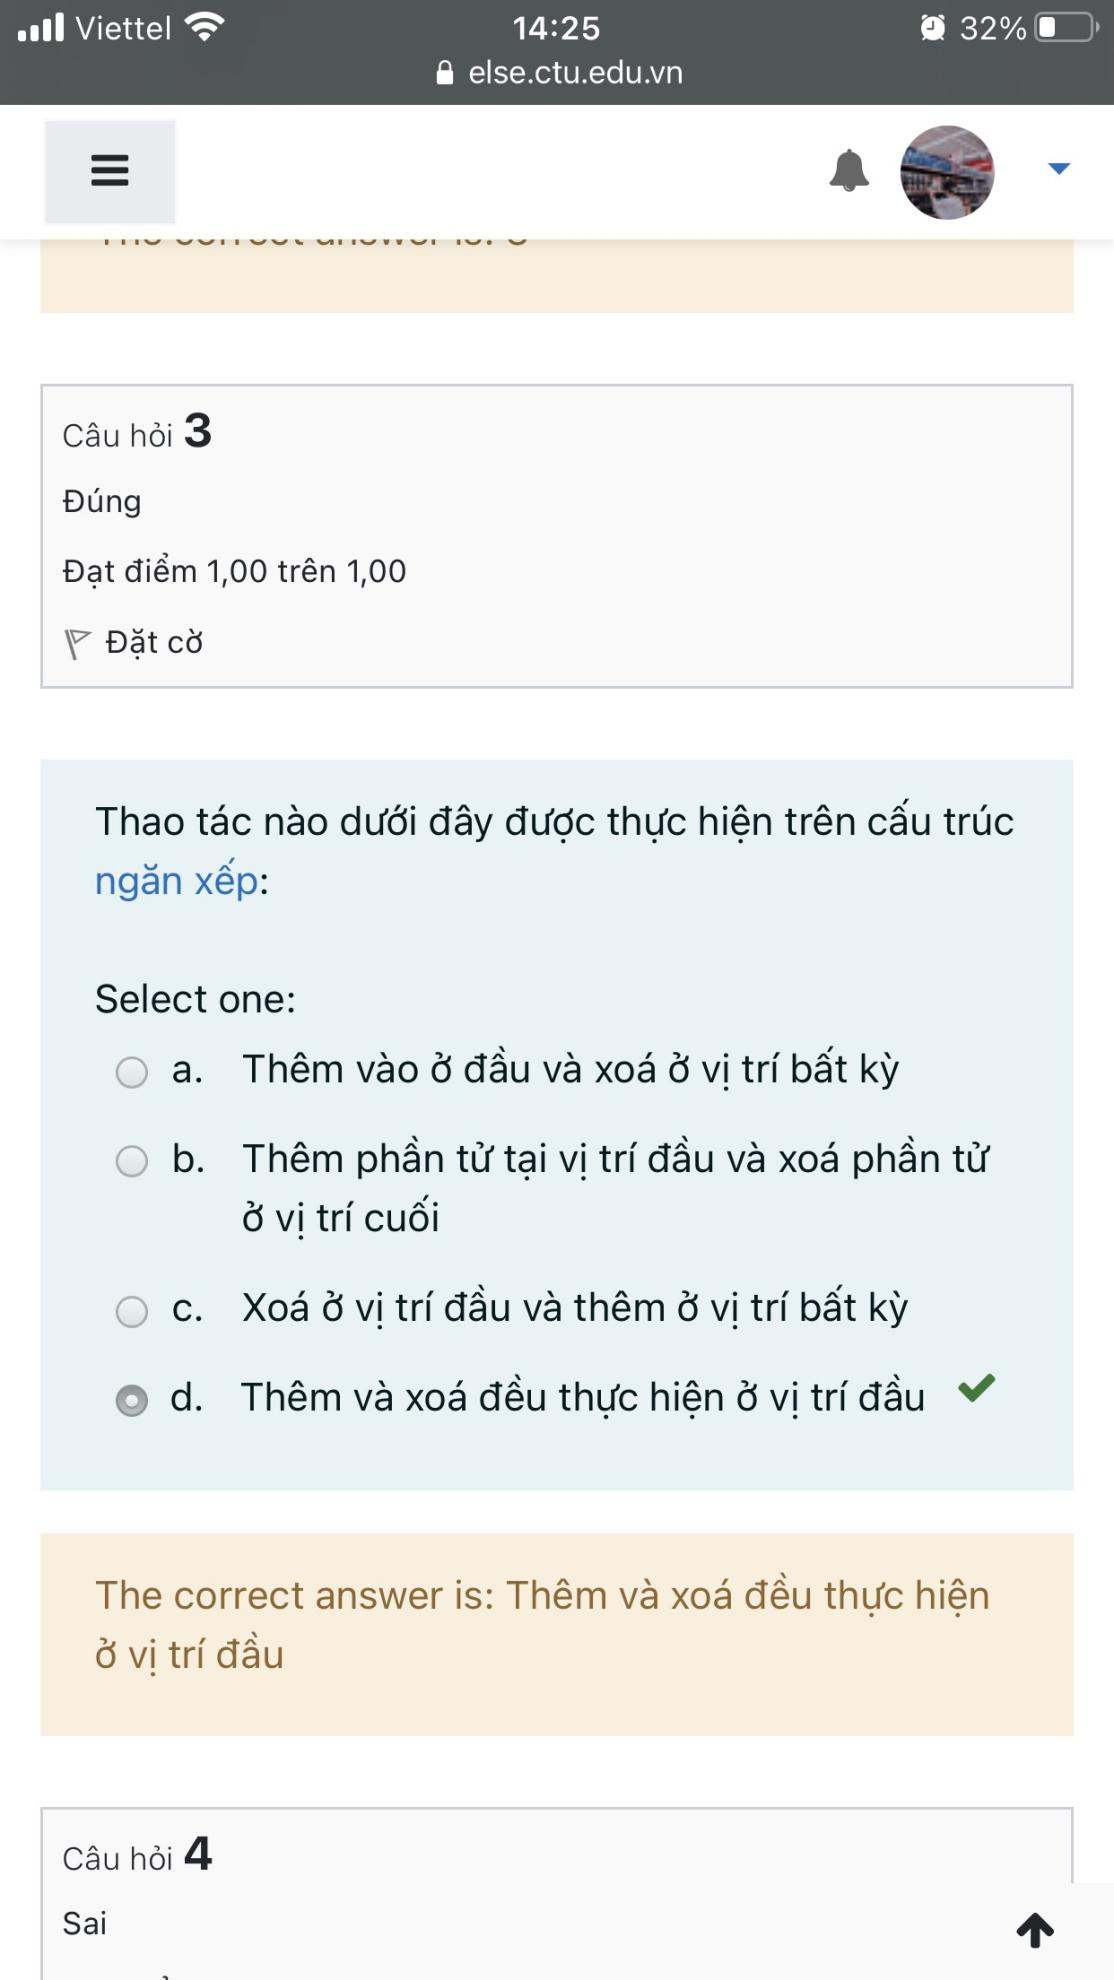 Viettel 14:25 32%
else.ctu.edu.vn
The correct answer is:
Câu hỏi 3
Đúng
Đạt điểm 1,00 trên 1,00
Đặt cờ
Thao tác nào dưới đây được thực hiện trên cấu trúc
ngăn xếp:
Select one:
a. Thêm vào ở đầu và xoá ở vị trí bất kỳ
b. Thêm phần tử tại vị trí đầu và xoá phần tử
ở vị trí cuối
c. Xoá ở vị trí đầu và thêm ở vị trí bất kỳ
d. Thêm và xoá đều thực hiện ở vị trí đầu
The correct answer is: Thêm và xoá đều thực hiện
ở vị trí đầu
Câu hỏi 4
Sai